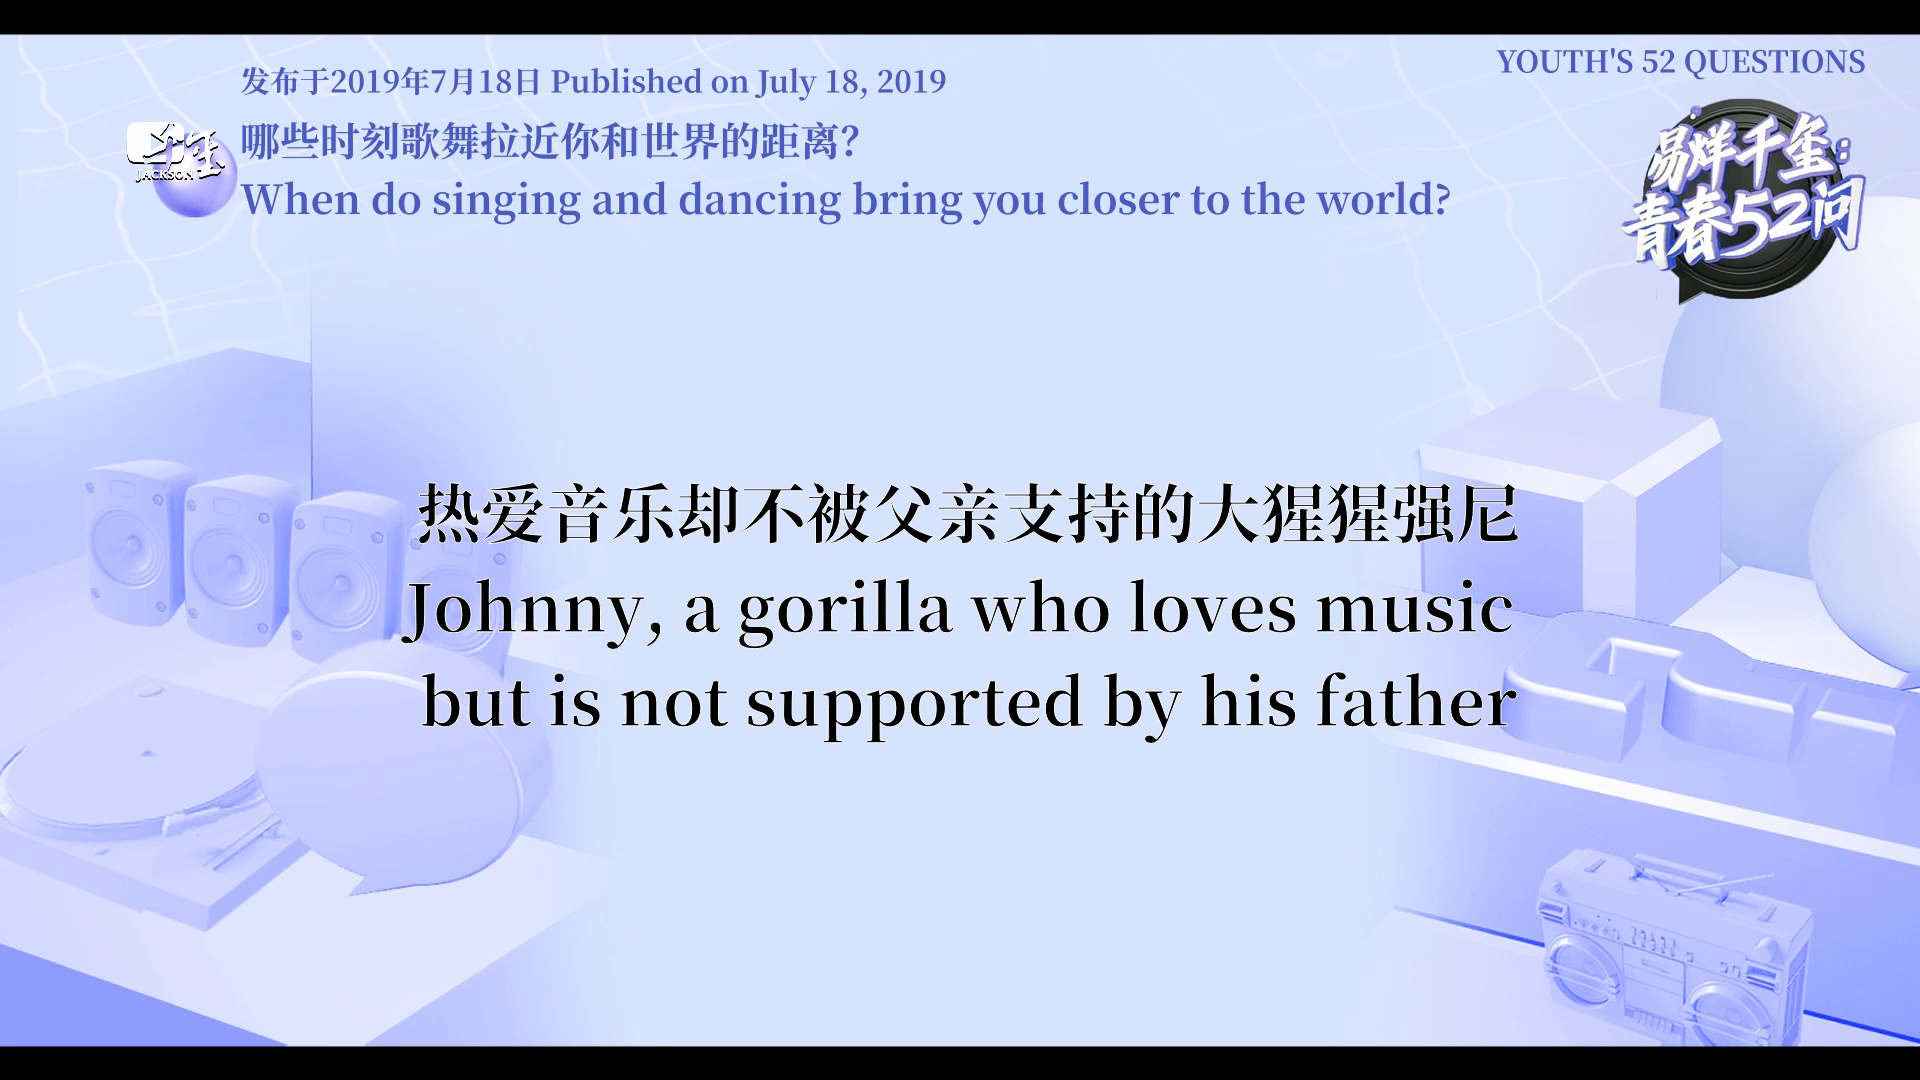 YOUTH'S 52 QUESTIONS
发布于2019年7月18日 Published on July 18, 2019
哪些时刻歌舞拉近你和世界的距离?
When do singing and dancing bring you closer to the world?
千玺
JACKSON
易烊千玺:
青春52问
热爱音乐却不被父亲支持的大猩猩强尼
Johnny, a gorilla who loves music
but is not supported by his father